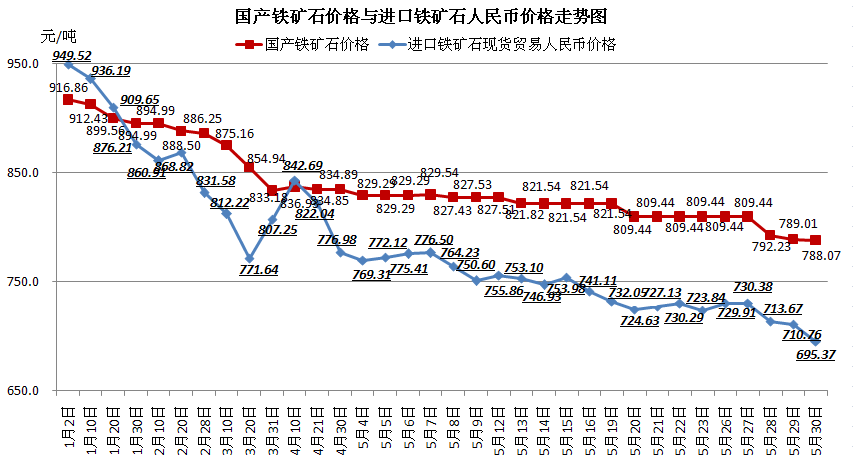 国产铁矿石价格与进口铁矿石人民币价格走势图
元/吨
国产铁矿石价格 进口铁矿石现货贸易人民币价格
950.0
850.0
750.0
650.0
949.52 936.19 909.65 876.21 860.91 868.82 831.58 812.22 771.64 807.25 842.69 822.04 776.98 769.31 772.12 775.41 776.50 764.23 750.60 755.86 753.10 746.93 753.98 741.11 732.05 724.63 727.13 730.29 723.84 729.91 730.38 713.67 710.76 695.37
916.86 912.43 899.56 894.99 894.99 888.50 886.25 875.16 854.94 833.18 836.93 834.85 834.89 829.29 829.29 829.29 829.54 827.43 827.53 827.51 821.82 821.54 821.54 821.54 821.54 809.44 809.44 809.44 809.44 809.44 809.44 792.23 789.01 788.07
1月2日 1月10日 1月20日 1月30日 2月10日 2月20日 2月28日 3月10日 3月20日 3月31日 4月10日 4月21日 4月30日 5月4日 5月5日 5月6日 5月7日 5月8日 5月9日 5月12日 5月13日 5月14日 5月15日 5月16日 5月19日 5月20日 5月21日 5月22日 5月23日 5月26日 5月27日 5月28日 5月29日 5月30日